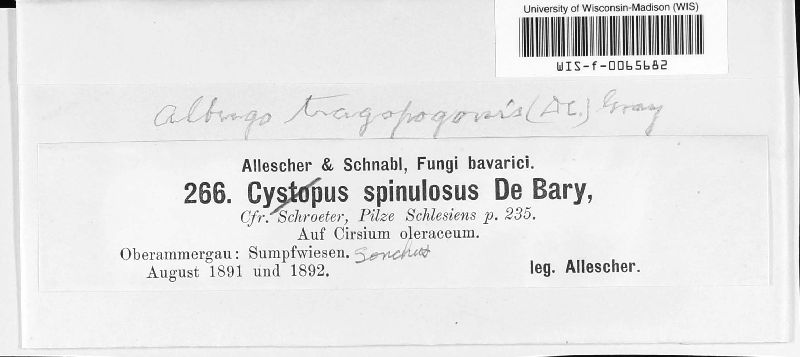 University of Wisconsin-Madison (WIS)
WIS-f-0065682
Albugo tragopogonis (DC.) Gray
Allescher & Schnabl, Fungi bavarici.
266. Cystopus spinulosus De Bary,
Cfr. Schroeter, Pilze Schlesiens p. 235.
Auf Cirsium oleraceum.
Oberammergau: Sumpfwiesen. Sonchus
August 1891 und 1892.
leg. Allescher.